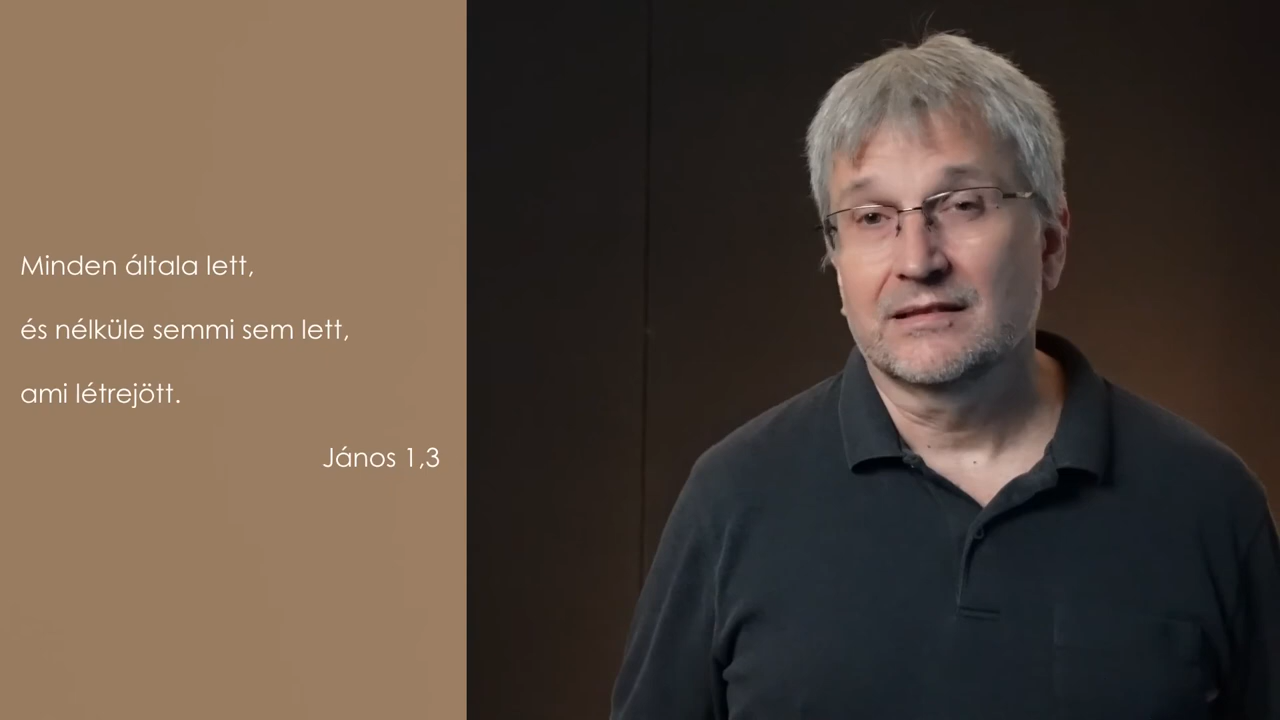 Minden általa lett,
és nélküle semmi sem lett,
ami létrejött.
János 1,3